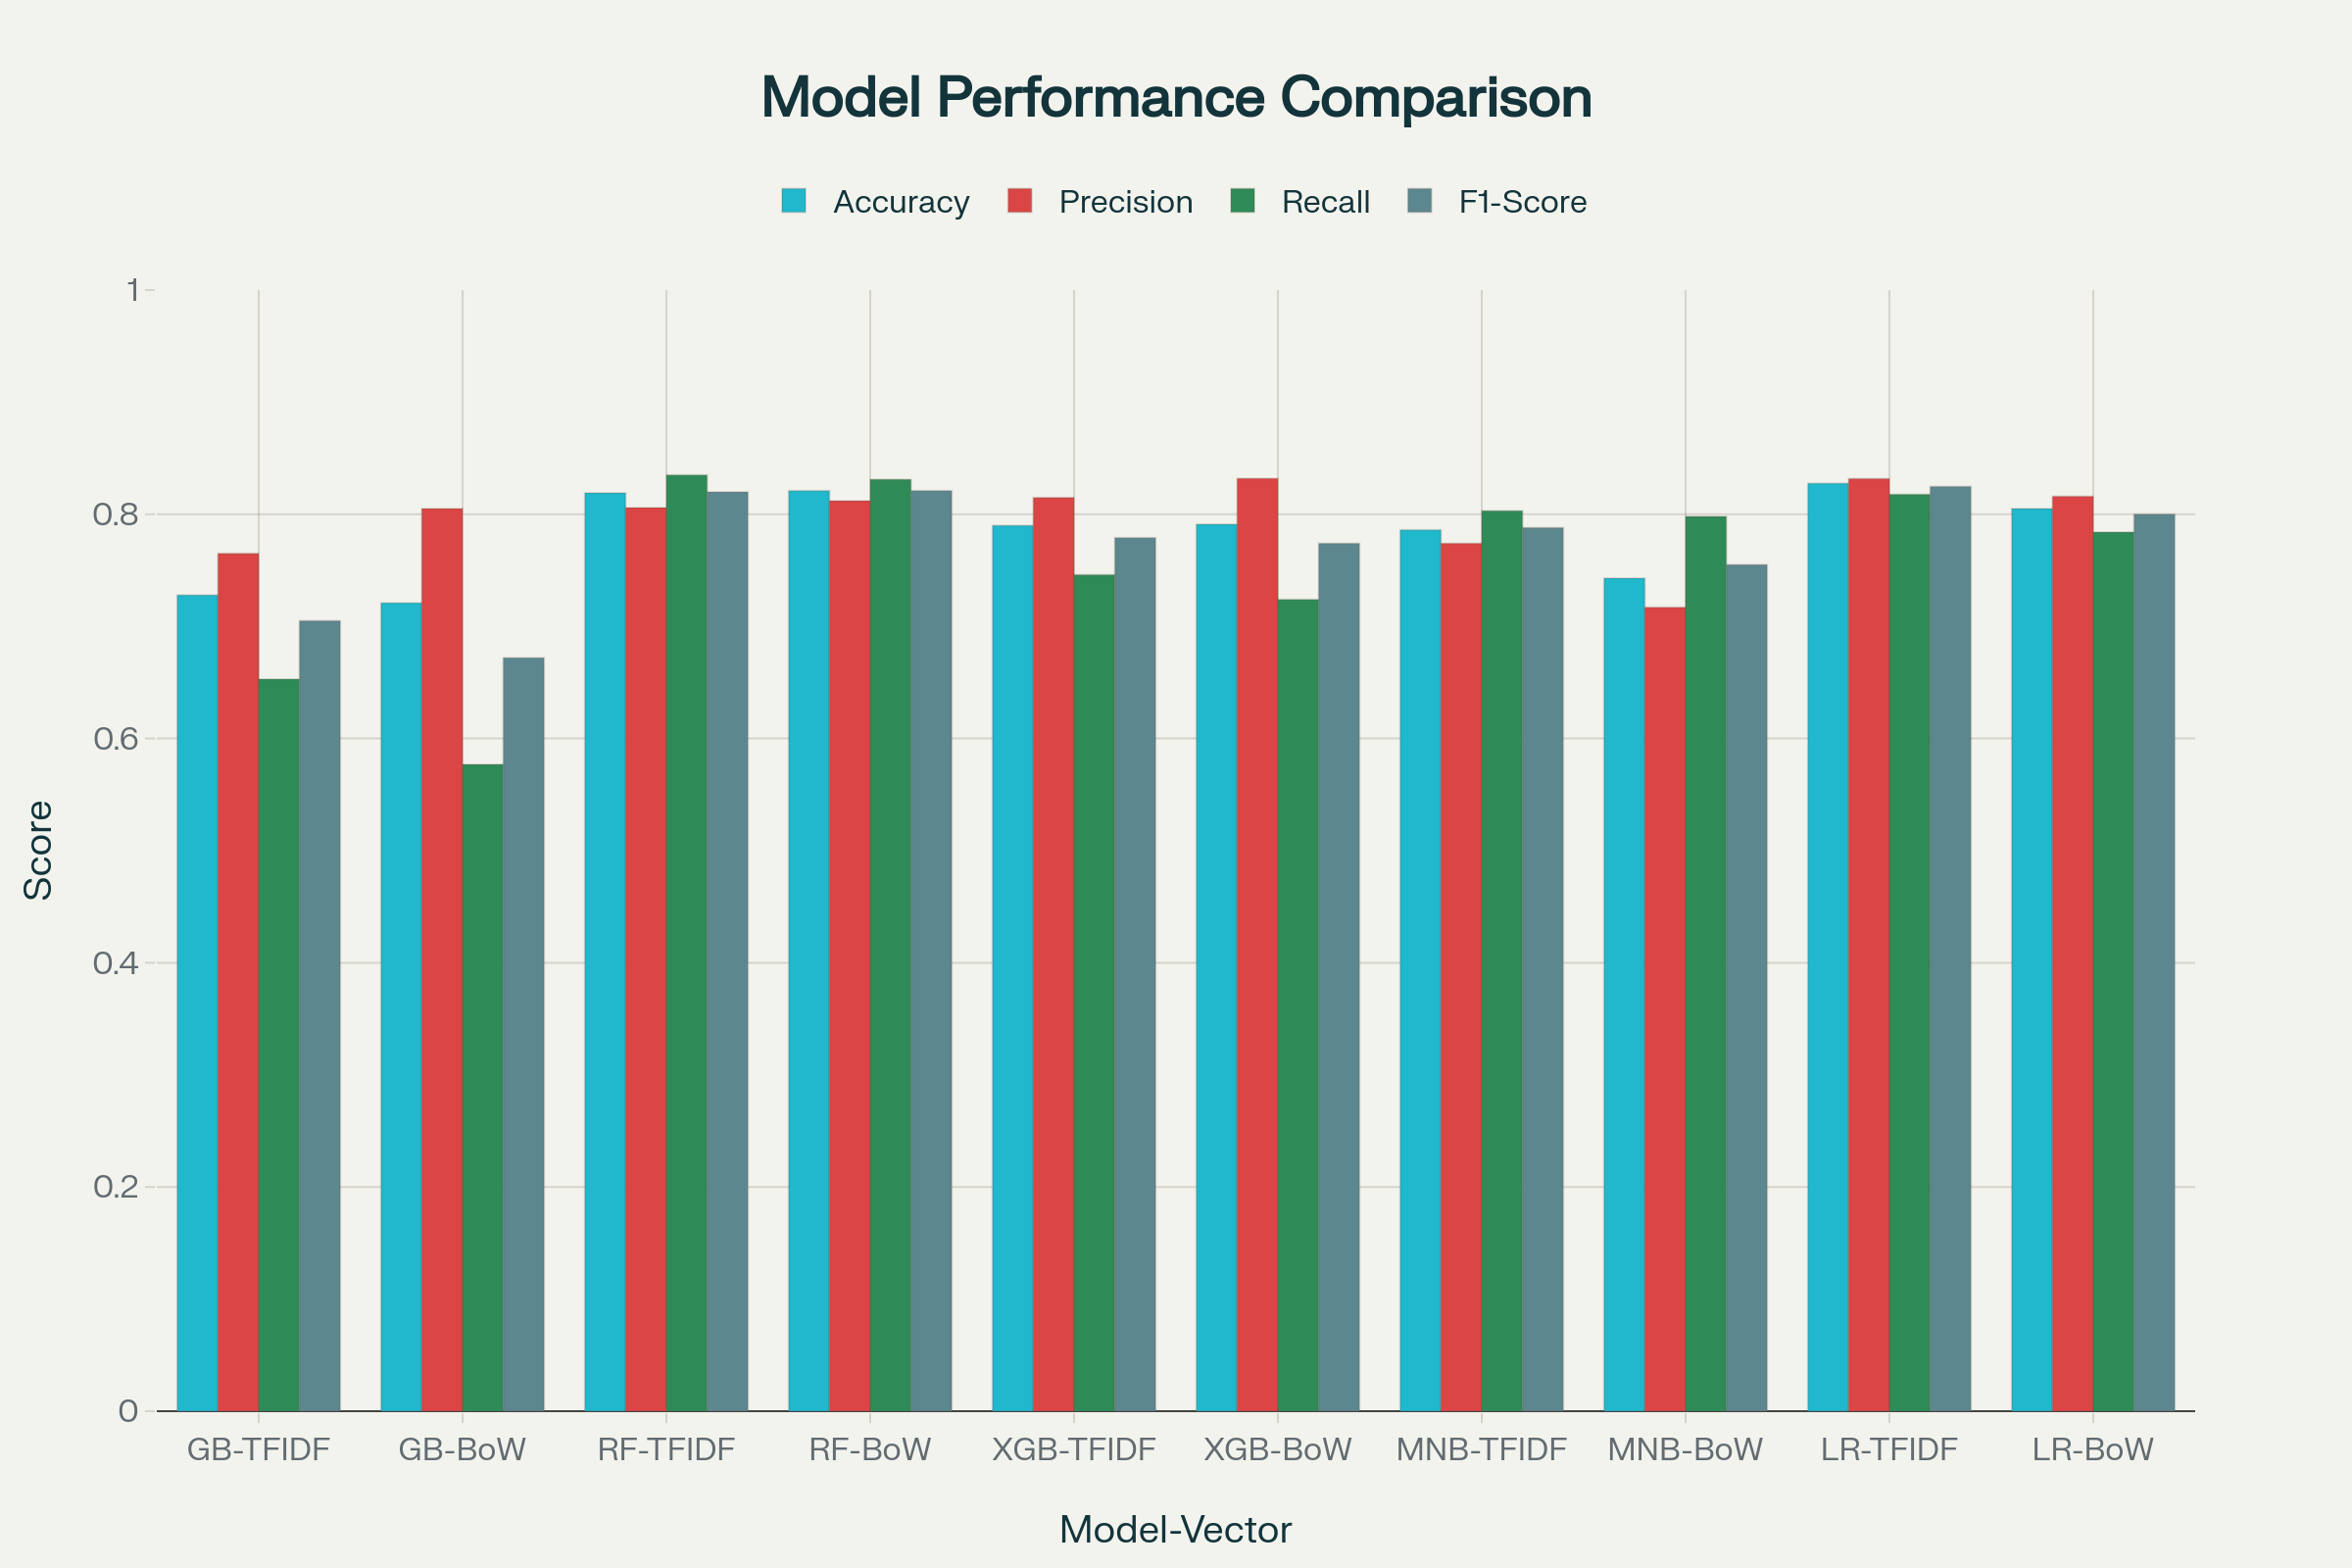 Model Performance Comparison
Accuracy Precision Recall F1-Score
1
0.8
0.6
0.4
0.2
0
Score
GB-TFIDF GB-BoW RF-TFIDF RF-BoW XGB-TFIDF XGB-BoW MNB-TFIDF MNB-BoW LR-TFIDF LR-BoW
Model-Vector